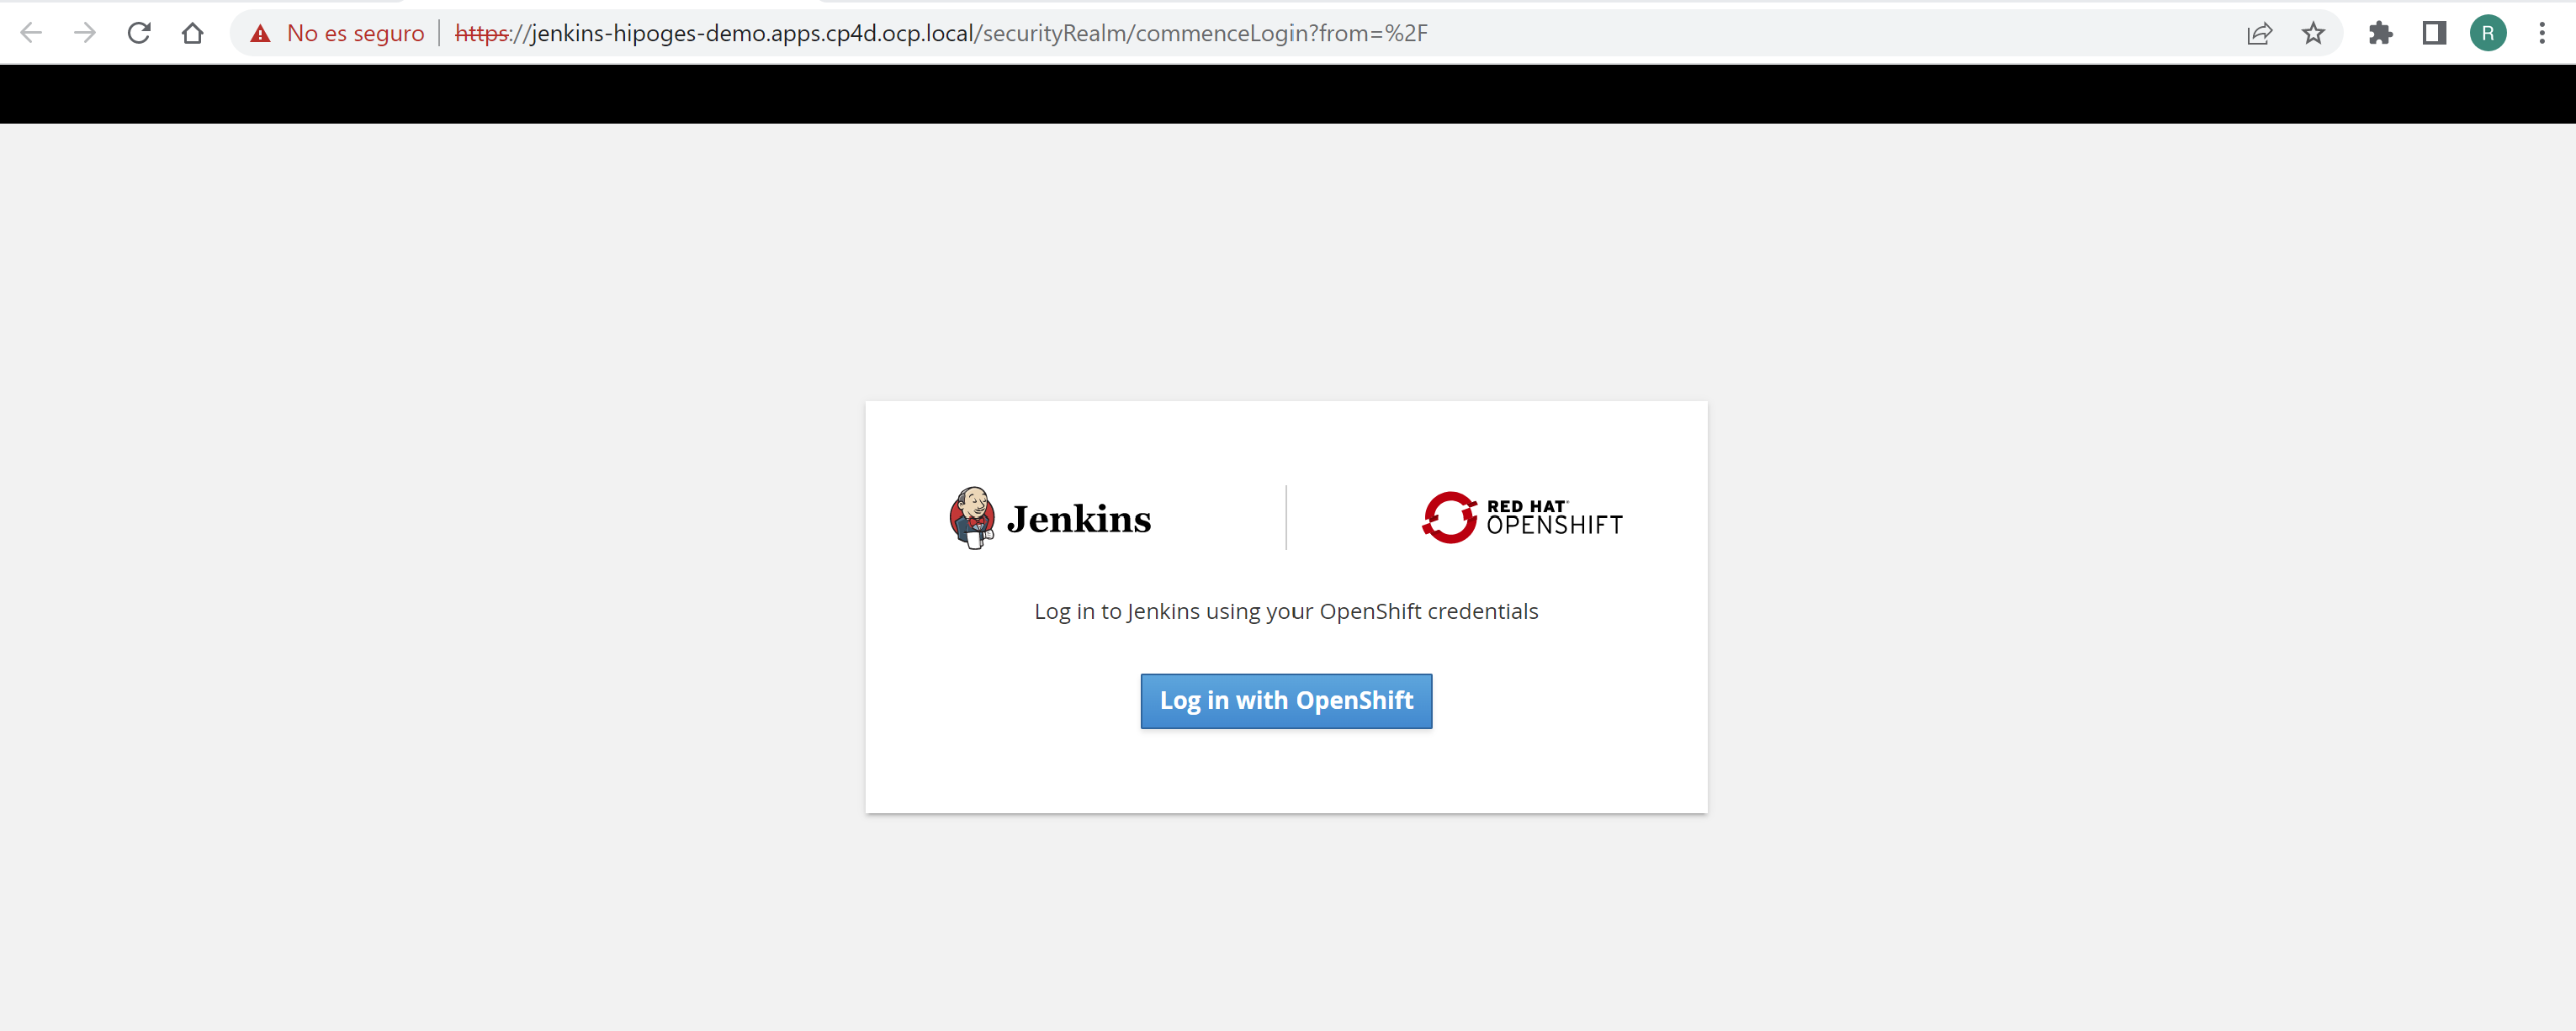 No es seguro https://jenkins-hipoges-demo.apps.cp4d.ocp.local/securityRealm/commenceLogin?from=%2F
R
Jenkins
RED HAT®
OPENSHIFT
Log in to Jenkins using your OpenShift credentials
Log in with OpenShift